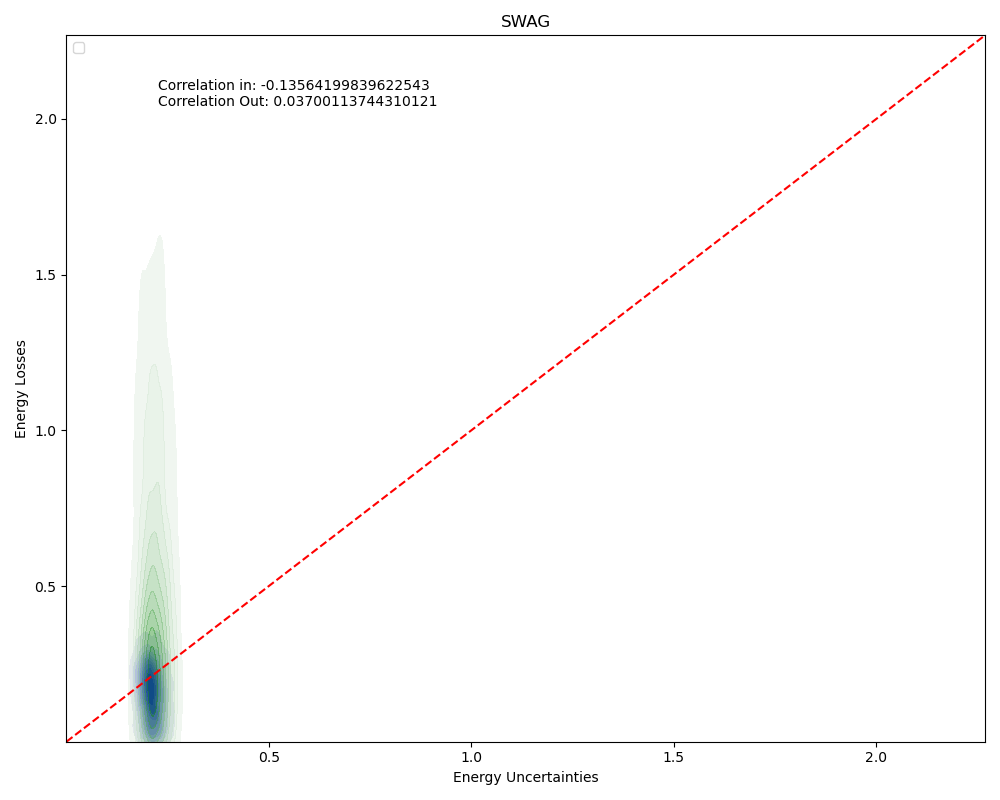 SWAG
Correlation in: -0.13564199839622543
Correlation Out: 0.03700113744310121
2.0
1.5
1.0
0.5
Energy Losses
0.5
1.0
1.5
2.0
Energy Uncertainties